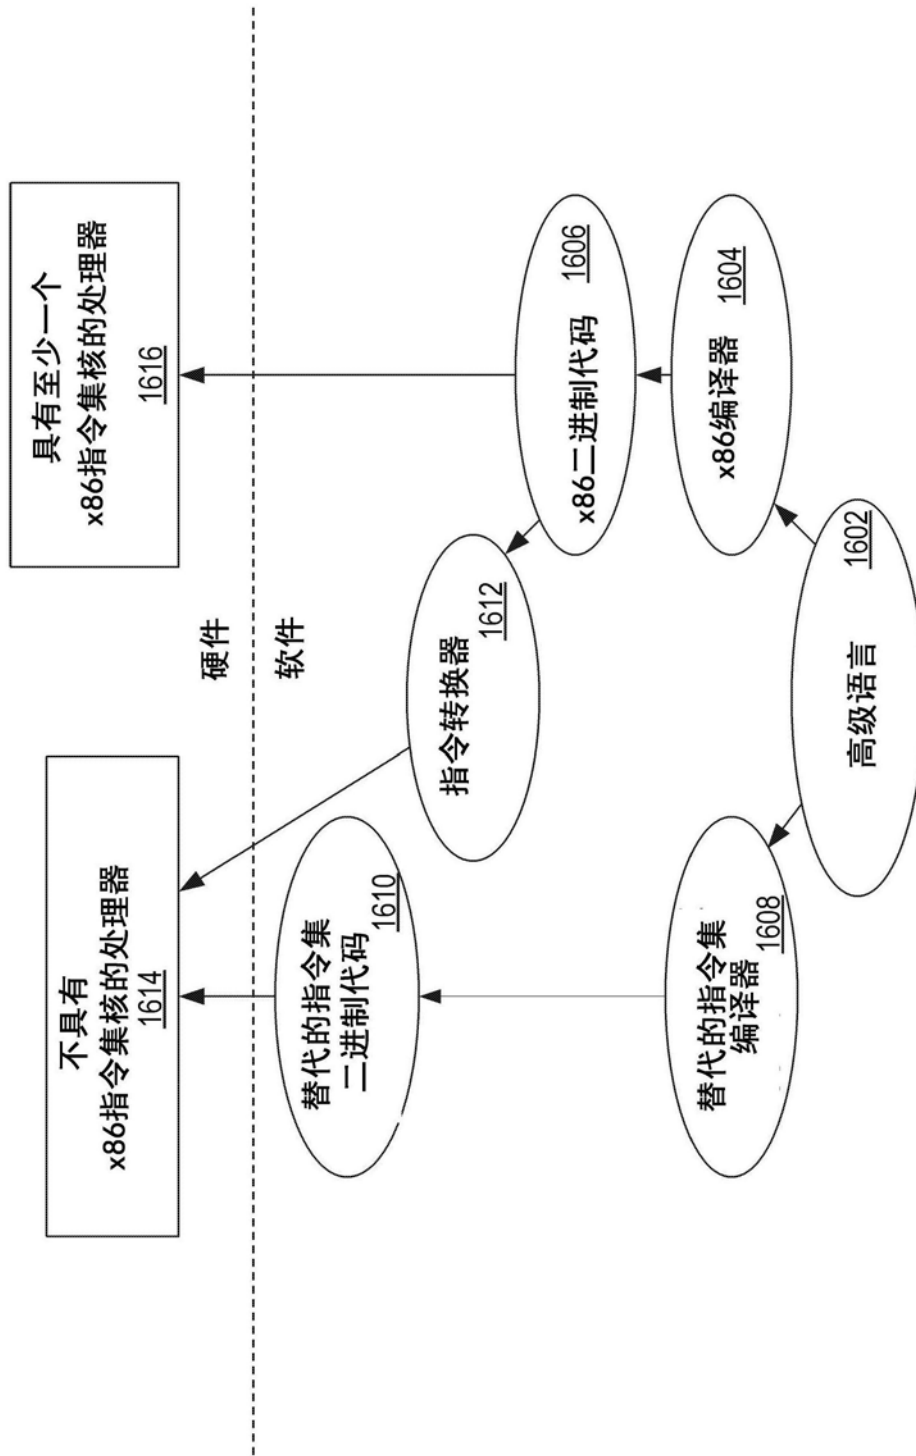 不具有
x86指令集核的处理器
1614
具有至少一个
x86指令集核的处理器
1616
硬件
软件
替代的指令集
二进制代码
1610
指令转换器
1612
x86二进制代码
1606
替代的指令集
编译器
1608
x86编译器
1604
高级语言
1602